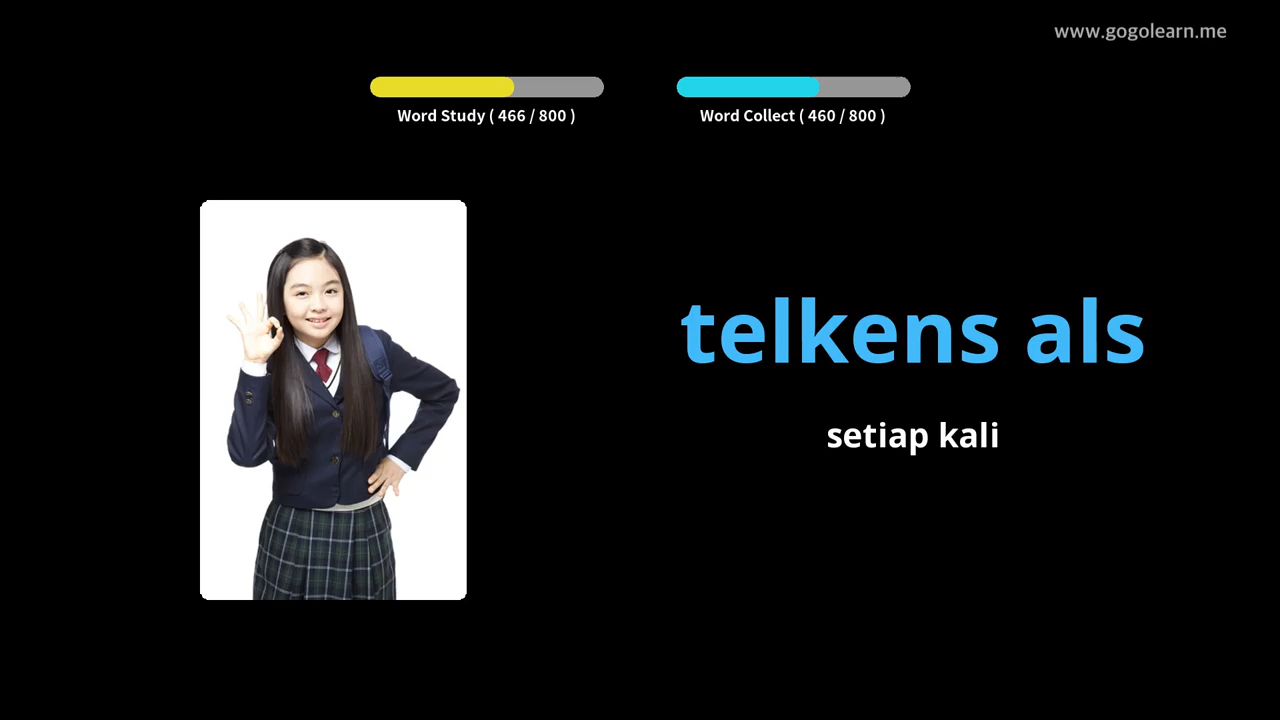 www.gogolearn.me
Word Study ( 466 / 800 )
Word Collect ( 460 / 800 )
telkens als
setiap kali